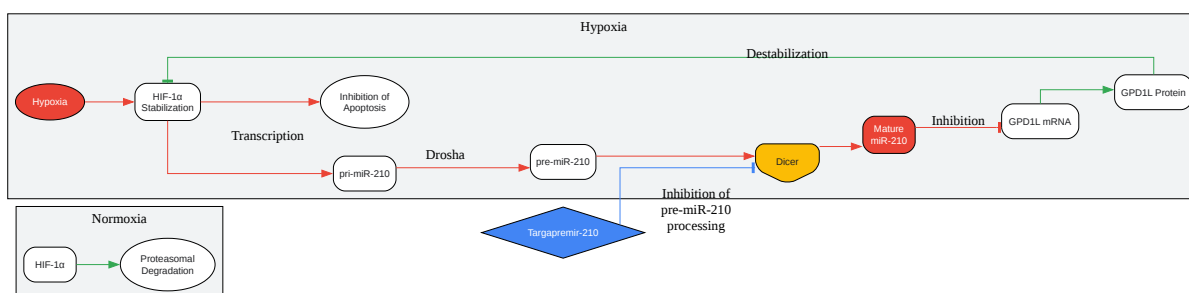 Hypoxia
Destabilization
Hypoxia
HIF-1α
Stabilization
Inhibition of
Apoptosis
GPD1L Protein
Transcription
Mature
miR-210
Inhibition
GPD1L mRNA
Drosha
pri-miR-210
pre-miR-210
Dicer
Inhibition of
pre-miR-210
processing
Targapremir-210
Normoxia
HIF-1α
Proteasomal
Degradation